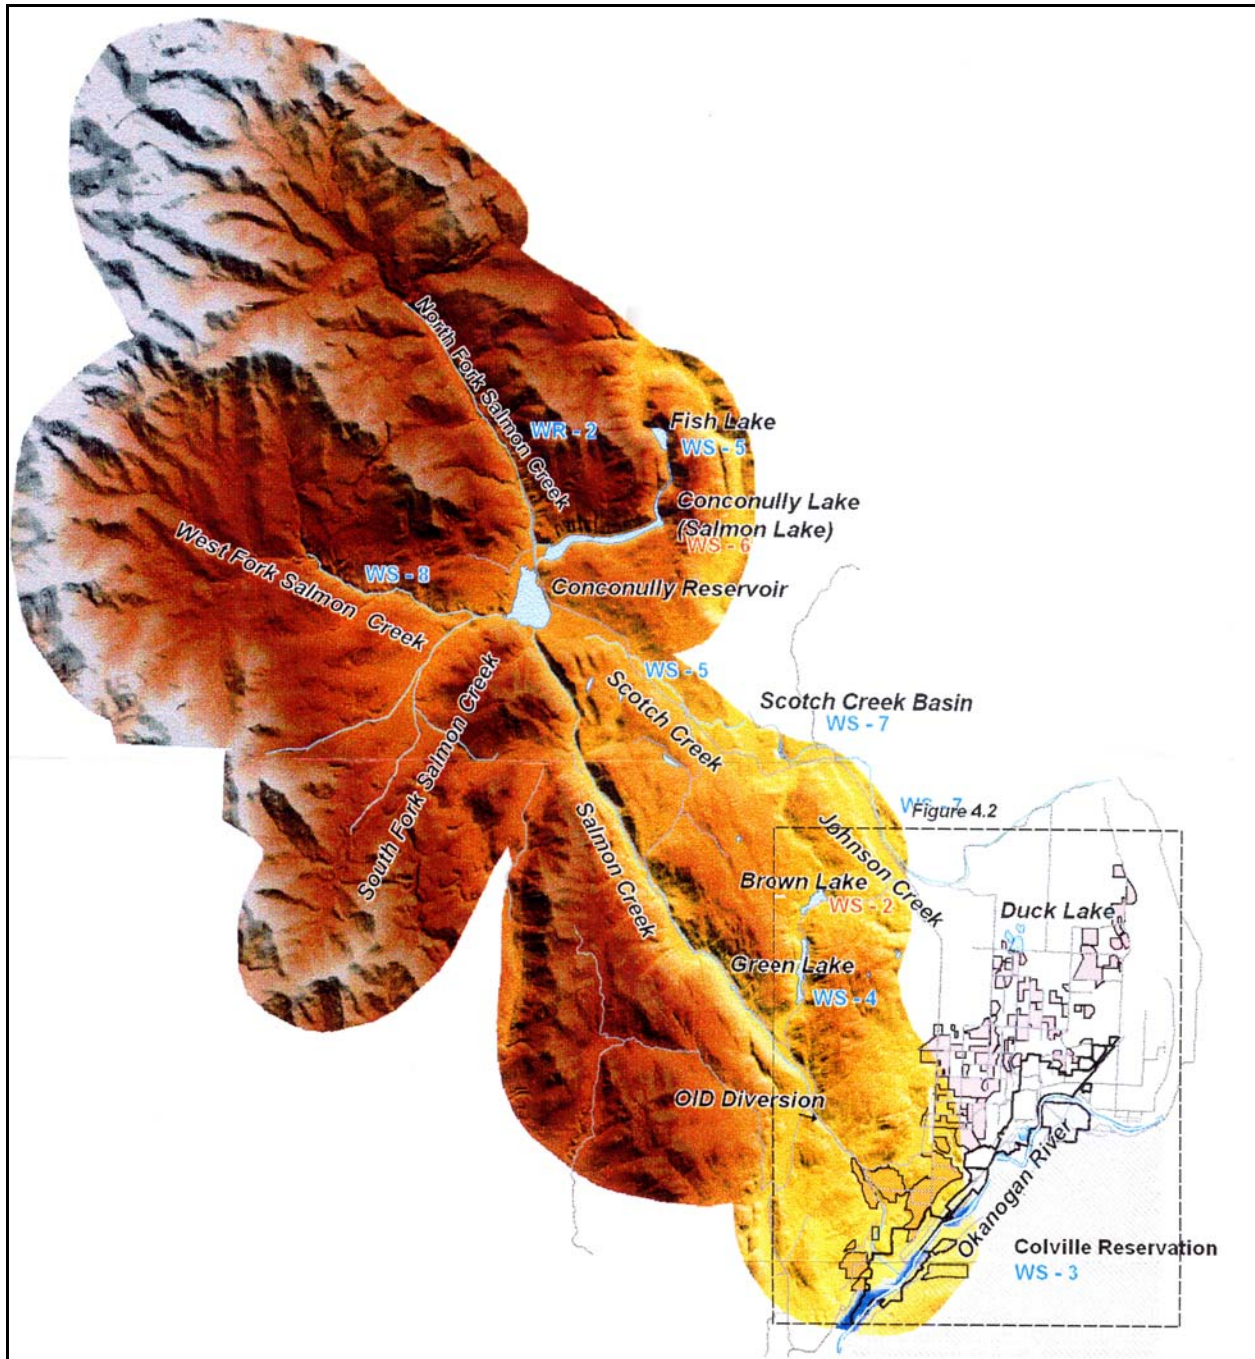 North Fork Salmon Creek
WR - 2
Fish Lake
WS - 5
Conconully Lake
(Salmon Lake)
WS - 6
West Fork Salmon Creek
WS - 8
Conconully Reservoir
South Fork Salmon Creek
WS - 5
Scotch Creek
Scotch Creek Basin
WS - 7
WS - 7
Figure 4.2
Salmon Creek
Johnson Creek
Brown Lake
WS - 2
Duck Lake
Green Lake
WS - 4
OID Diversion
Okanogan River
Colville Reservation
WS - 3